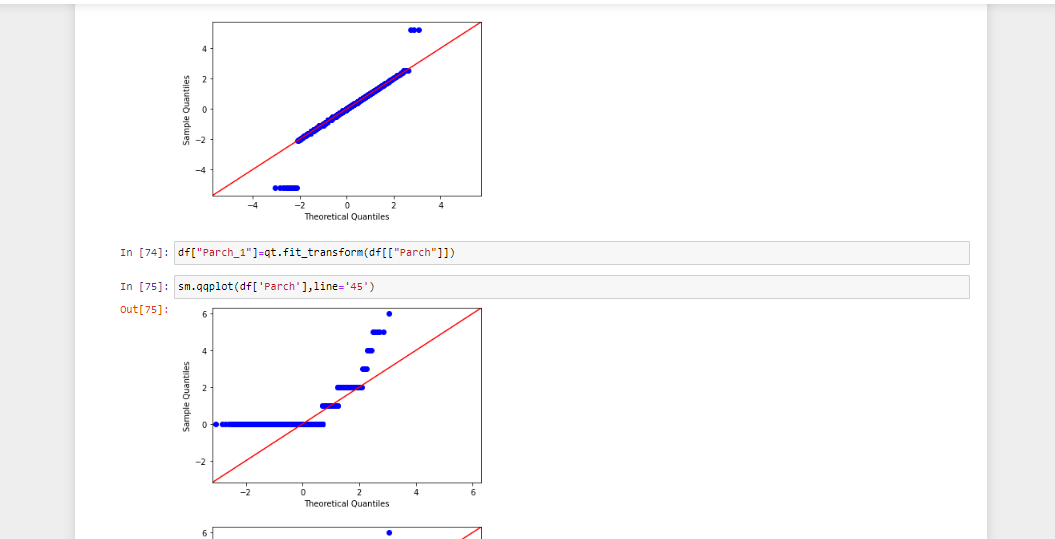 4
2
0
−2
−4
Sample Quantiles
−4 −2 0 2 4
Theoretical Quantiles
In [74]: df["Parch_1"]=qt.fit_transform(df[["Parch"]])
In [75]: sm.qqplot(df['Parch'],line='45')
Out[75]:
6
4
2
0
−2
Sample Quantiles
−2 0 2 4 6
Theoretical Quantiles
6